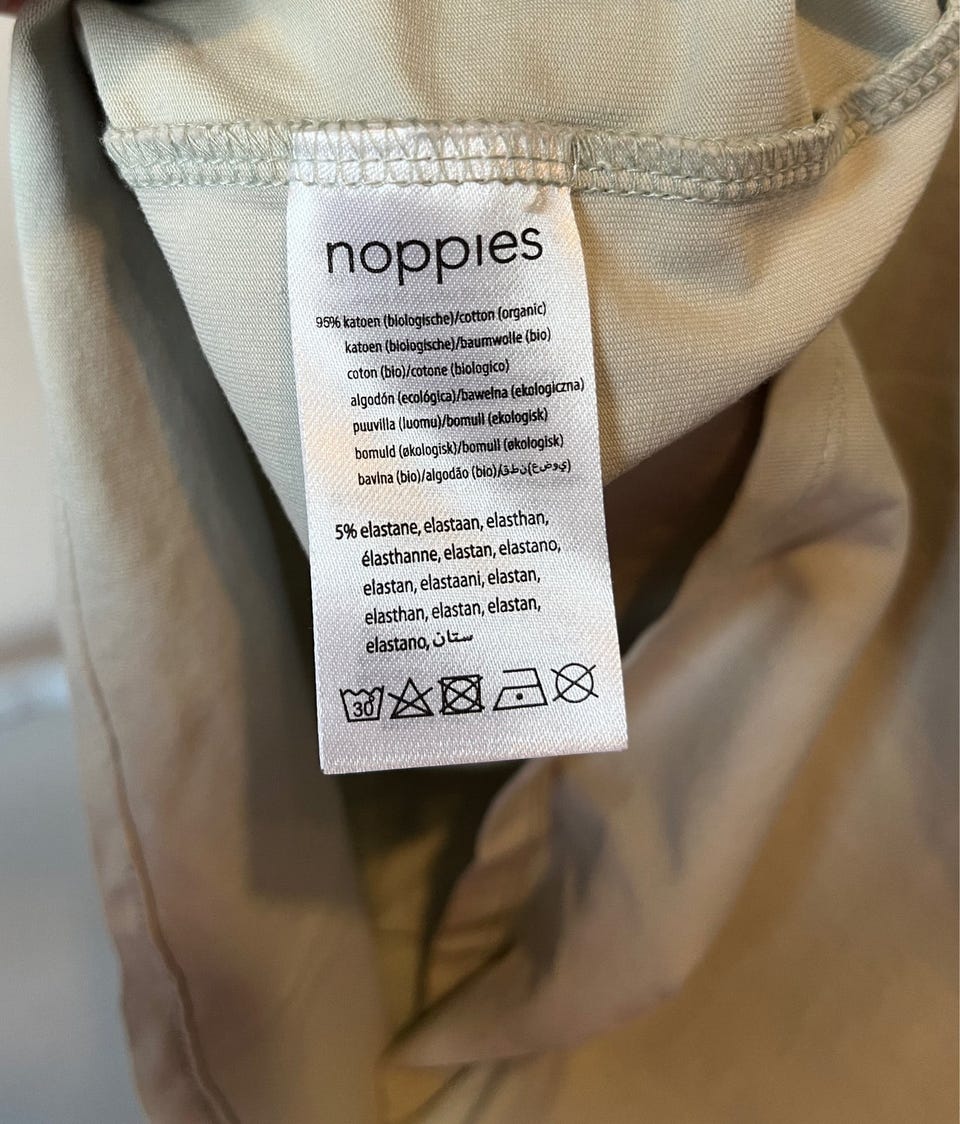 noppies
95% katoen (biologische)/cotton (organic)
katoen (biologische)/baumwolle (bio)
coton (bio)/cotone (biologico)
algodón (ecológica)/bawełna (ekologiczna)
puuvilla (luomu)/bomull (ekologisk)
bomuld (økologisk)/bomull (økologisk)
bavlna (bio)/algodão (bio)/قطن(عضوي)
5% elastane, elastaan, elasthan,
élasthanne, elastan, elastano,
elastan, elastaani, elastan,
elasthan, elastan, elastan,
elastano, ستان
30